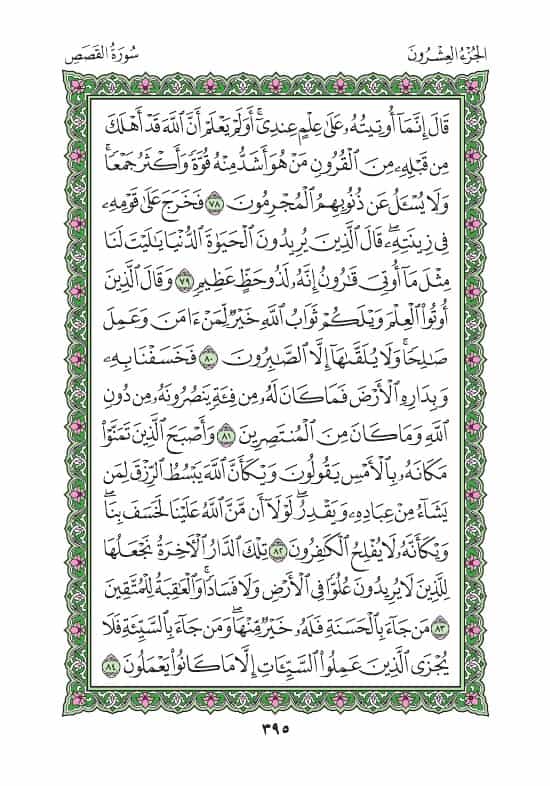 الجُزْءُ العِشْرُونَ
سُورَةُ القَصَصِ
قَالَ إِنَّمَآ أُوتِيتُهُۥ عَلَىٰ عِلْمٍ عِندِيٓۚ أَوَلَمْ يَعْلَمْ أَنَّ ٱللَّهَ قَدْ أَهْلَكَ
مِن قَبْلِهِۦ مِنَ ٱلْقُرُونِ مَنْ هُوَ أَشَدُّ مِنْهُ قُوَّةً وَأَكْثَرُ جَمْعًاۚ
وَلَا يُسْـَٔلُ عَن ذُنُوبِهِمُ ٱلْمُجْرِمُونَ ٧٨ فَخَرَجَ عَلَىٰ قَوْمِهِۦ
فِي زِينَتِهِۦۖ قَالَ ٱلَّذِينَ يُرِيدُونَ ٱلْحَيَوٰةَ ٱلدُّنْيَا يَٰلَيْتَ لَنَا
مِثْلَ مَآ أُوتِيَ قَٰرُونُ إِنَّهُۥ لَذُو حَظٍّ عَظِيمٍ ٧٩ وَقَالَ ٱلَّذِينَ
أُوتُوا۟ ٱلْعِلْمَ وَيْلَكُمْ ثَوَابُ ٱللَّهِ خَيْرٌ لِّمَنْ ءَامَنَ وَعَمِلَ
صَٰلِحًاۚ وَلَا يُلَقَّىٰهَآ إِلَّا ٱلصَّٰبِرُونَ ٨٠ فَخَسَفْنَا بِهِۦ
وَبِدَارِهِ ٱلْأَرْضَ فَمَا كَانَ لَهُۥ مِن فِئَةٍ يَنصُرُونَهُۥ مِن دُونِ
ٱللَّهِ وَمَا كَانَ مِنَ ٱلْمُنتَصِرِينَ ٨١ وَأَصْبَحَ ٱلَّذِينَ تَمَنَّوْا۟
مَكَانَهُۥ بِٱلْأَمْسِ يَقُولُونَ وَيْكَأَنَّ ٱللَّهَ يَبْسُطُ ٱلرِّزْقَ لِمَن
يَشَآءُ مِنْ عِبَادِهِۦ وَيَقْدِرُۖ لَوْلَآ أَن مَّنَّ ٱللَّهُ عَلَيْنَا لَخَسَفَ بِنَاۖ
وَيْكَأَنَّهُۥ لَا يُفْلِحُ ٱلْكَٰفِرُونَ ٨٢ تِلْكَ ٱلدَّارُ ٱلْأٓخِرَةُ نَجْعَلُهَا
لِلَّذِينَ لَا يُرِيدُونَ عُلُوًّا فِي ٱلْأَرْضِ وَلَا فَسَادًاۚ وَٱلْعَٰقِبَةُ لِلْمُتَّقِينَ
٨٣ مَن جَآءَ بِٱلْحَسَنَةِ فَلَهُۥ خَيْرٌ مِّنْهَاۖ وَمَن جَآءَ بِٱلسَّيِّئَةِ فَلَا
يُجْزَى ٱلَّذِينَ عَمِلُوا۟ ٱلسَّيِّـَٔاتِ إِلَّا مَا كَانُوا۟ يَعْمَلُونَ ٨٤
٣٩٥